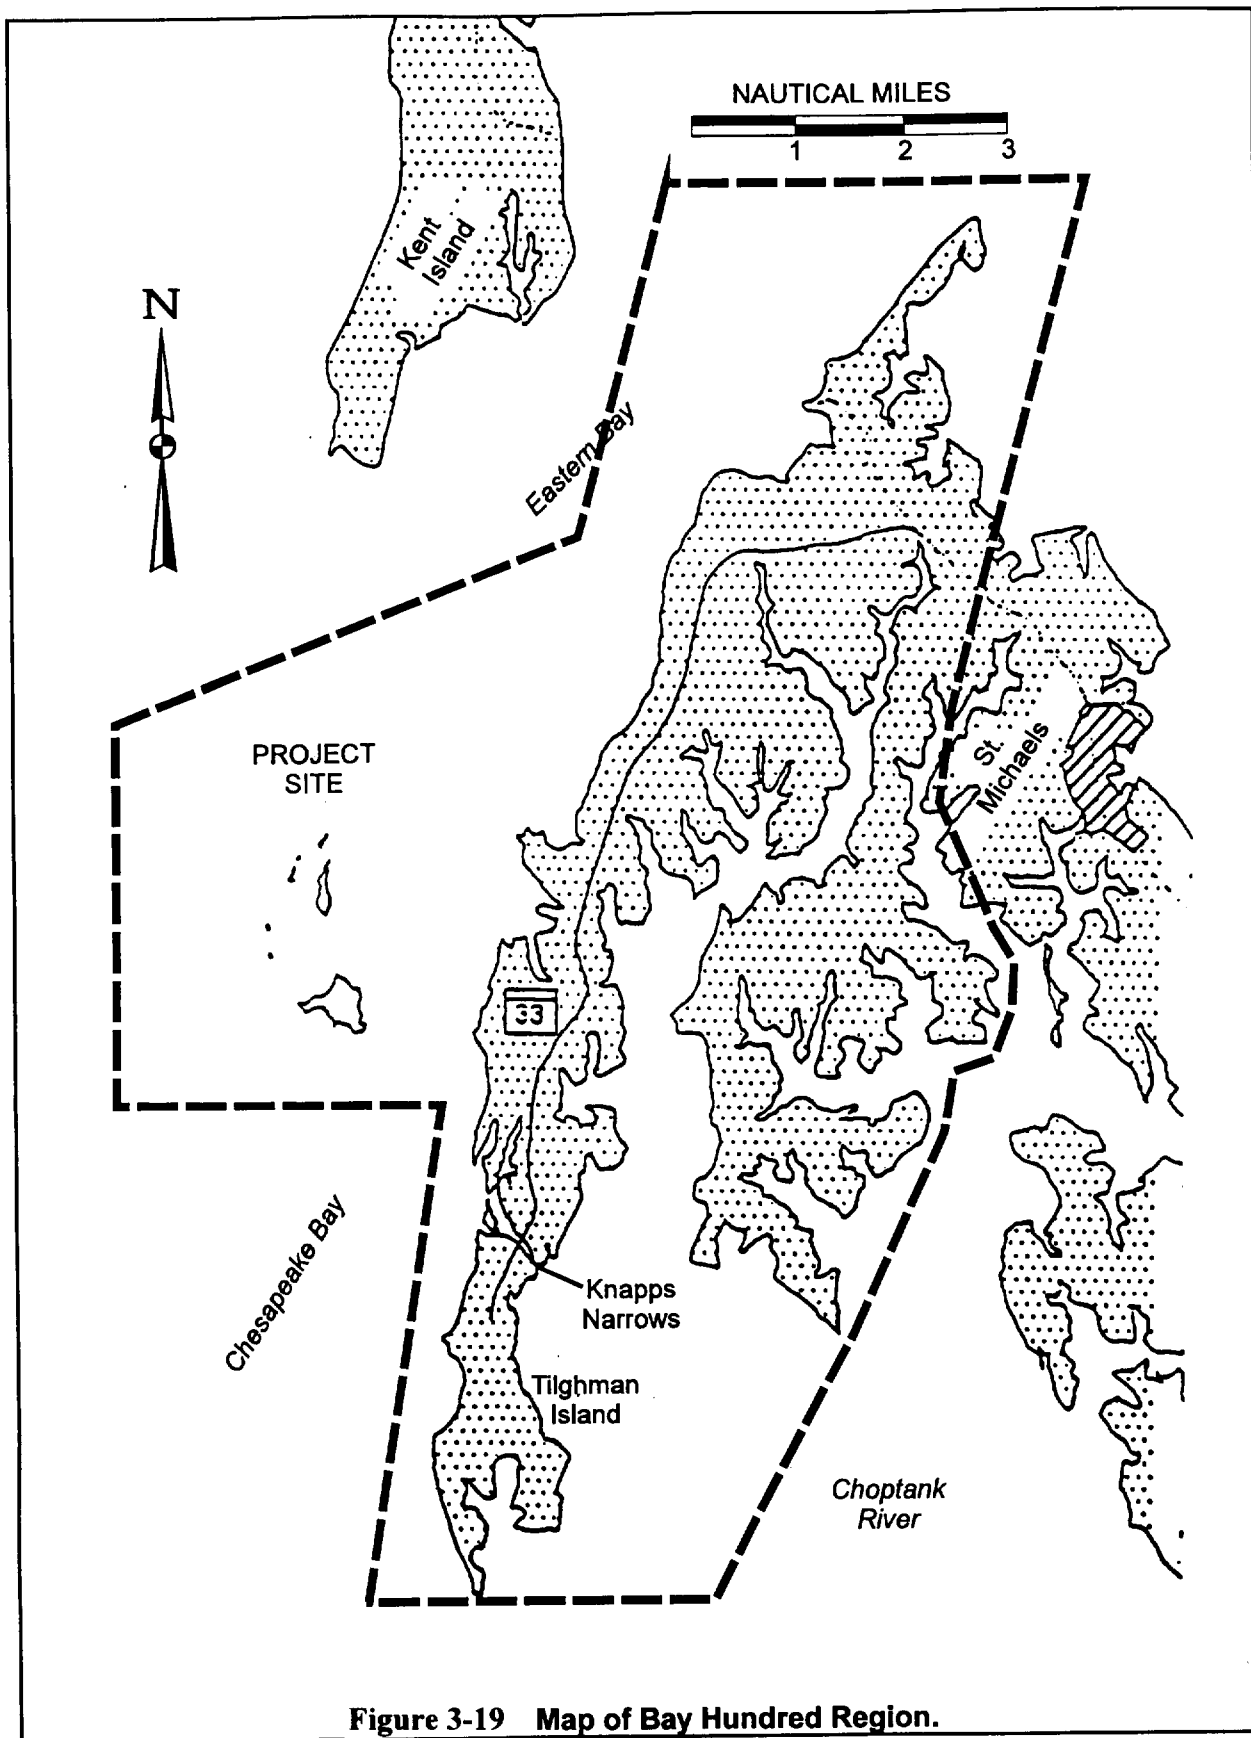 NAUTICAL MILES
1 2 3
Kent
Island
N
Eastern Bay
PROJECT
SITE
St.
Michaels
33
Chesapeake Bay
Knapps
Narrows
Tilghman
Island
Choptank
River
Figure 3-19 Map of Bay Hundred Region.